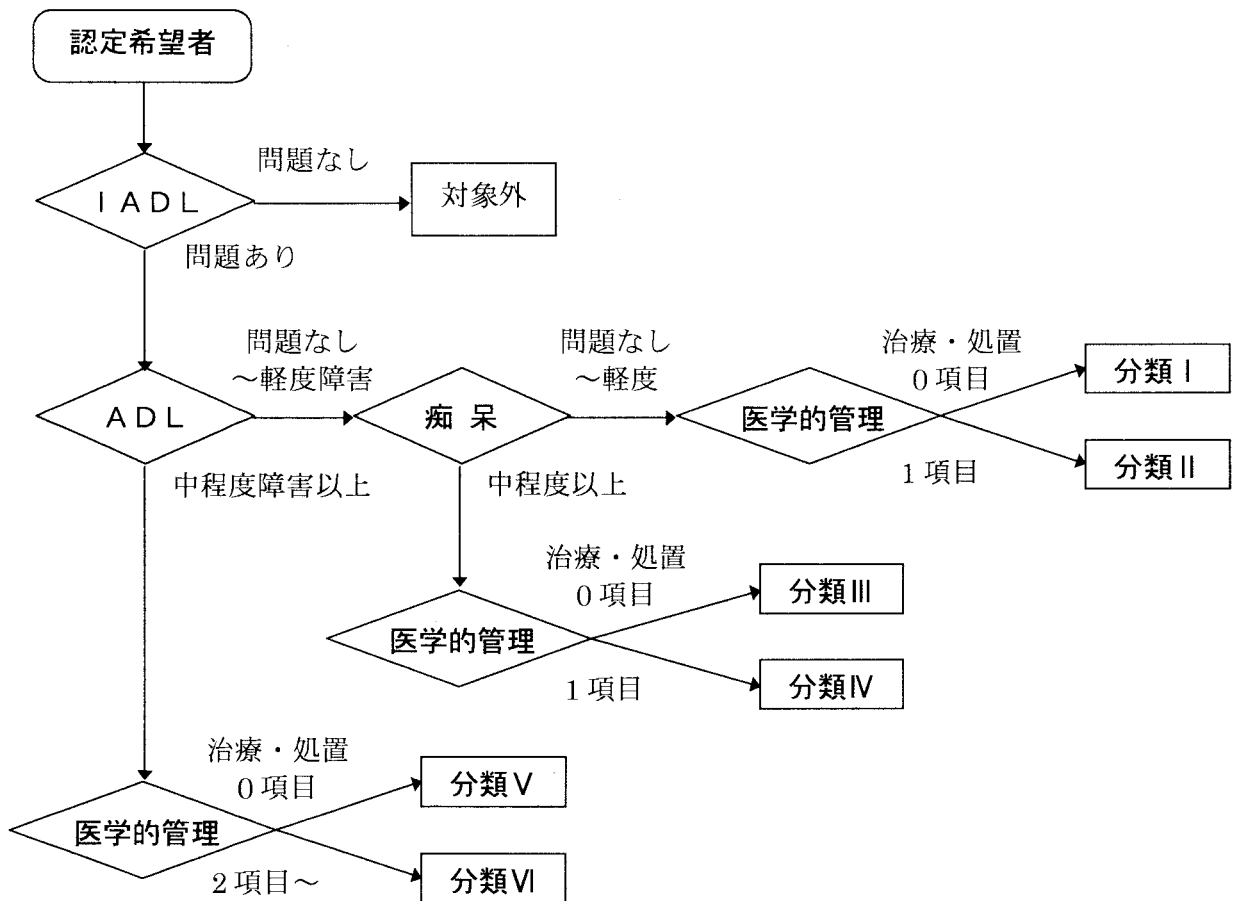 認定希望者
問題なし
IADL
対象外
問題あり
問題なし
～軽度障害
問題なし
～軽度
治療・処置
0項目
分類Ⅰ
ADL
痴呆
医学的管理
中程度障害以上
中程度以上
1項目
分類Ⅱ
治療・処置
0項目
分類Ⅲ
医学的管理
1項目
分類Ⅳ
治療・処置
0項目
分類Ⅴ
医学的管理
2項目～
分類Ⅵ